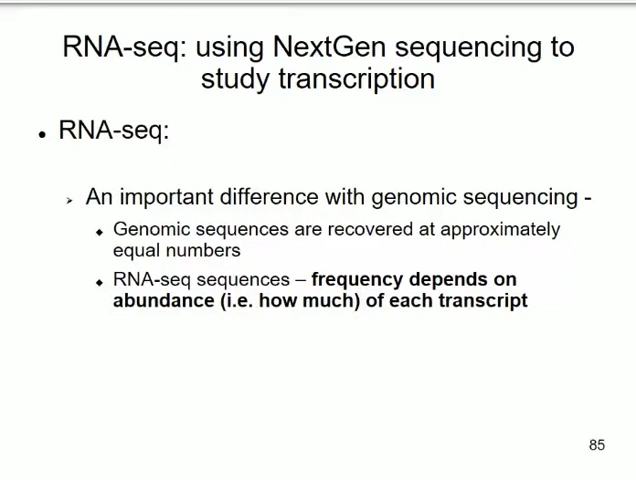 RNA-seq: using NextGen sequencing to
study transcription
• RNA-seq:
➢ An important difference with genomic sequencing -
◆ Genomic sequences are recovered at approximately
equal numbers
◆ RNA-seq sequences – frequency depends on
abundance (i.e. how much) of each transcript
85